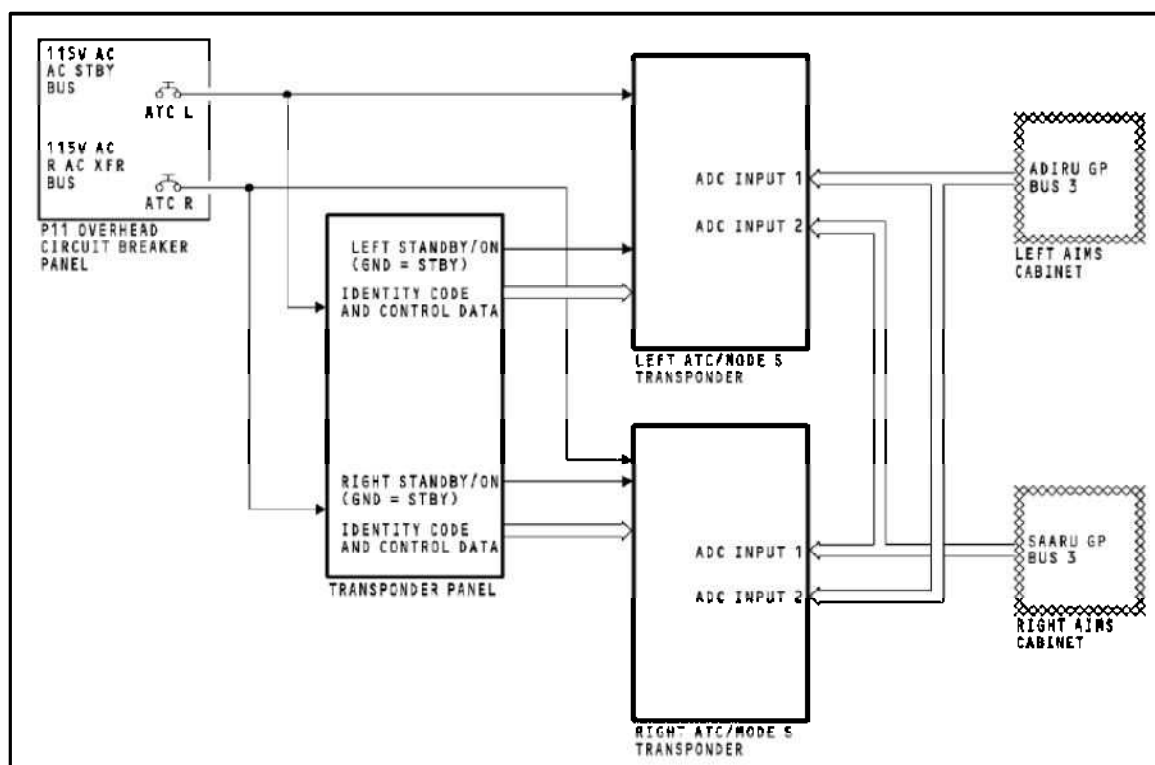 115V AC
AC STBY
BUS
ATC L
115V AC
R AC XFR
BUS
ATC R
P11 OVERHEAD
CIRCUIT BREAKER
PANEL
LEFT STANDBY/ON
(GND = STBY)
IDENTITY CODE
AND CONTROL DATA
RIGHT STANDBY/ON
(GND = STBY)
IDENTITY CODE
AND CONTROL DATA
TRANSPONDER PANEL
ADC INPUT 1
ADC INPUT 2
LEFT ATC/MODE S
TRANSPONDER
ADC INPUT 1
ADC INPUT 2
RIGHT ATC/MODE S
TRANSPONDER
ADIRU GP
BUS 3
LEFT AIMS
CABINET
SAARU GP
BUS 3
RIGHT AIMS
CABINET